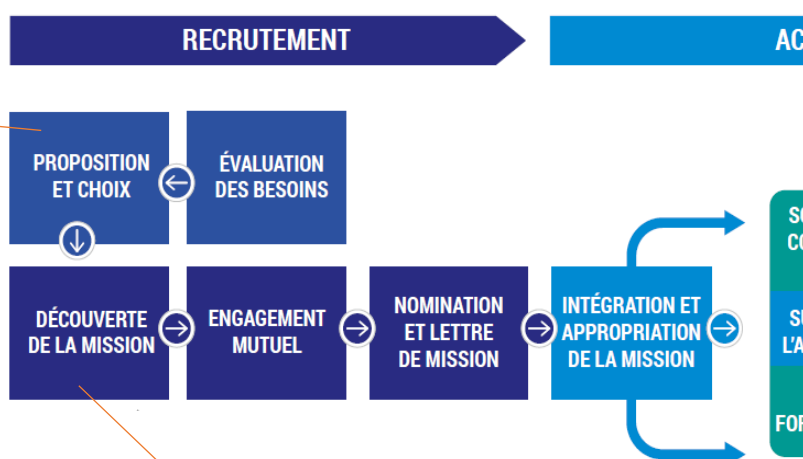 RECRUTEMENT
PROPOSITION
ET CHOIX
ÉVALUATION
DES BESOINS
DÉCOUVERTE
DE LA MISSION
ENGAGEMENT
MUTUEL
NOMINATION
ET LETTRE
DE MISSION
INTÉGRATION ET
APPROPRIATION
DE LA MISSION